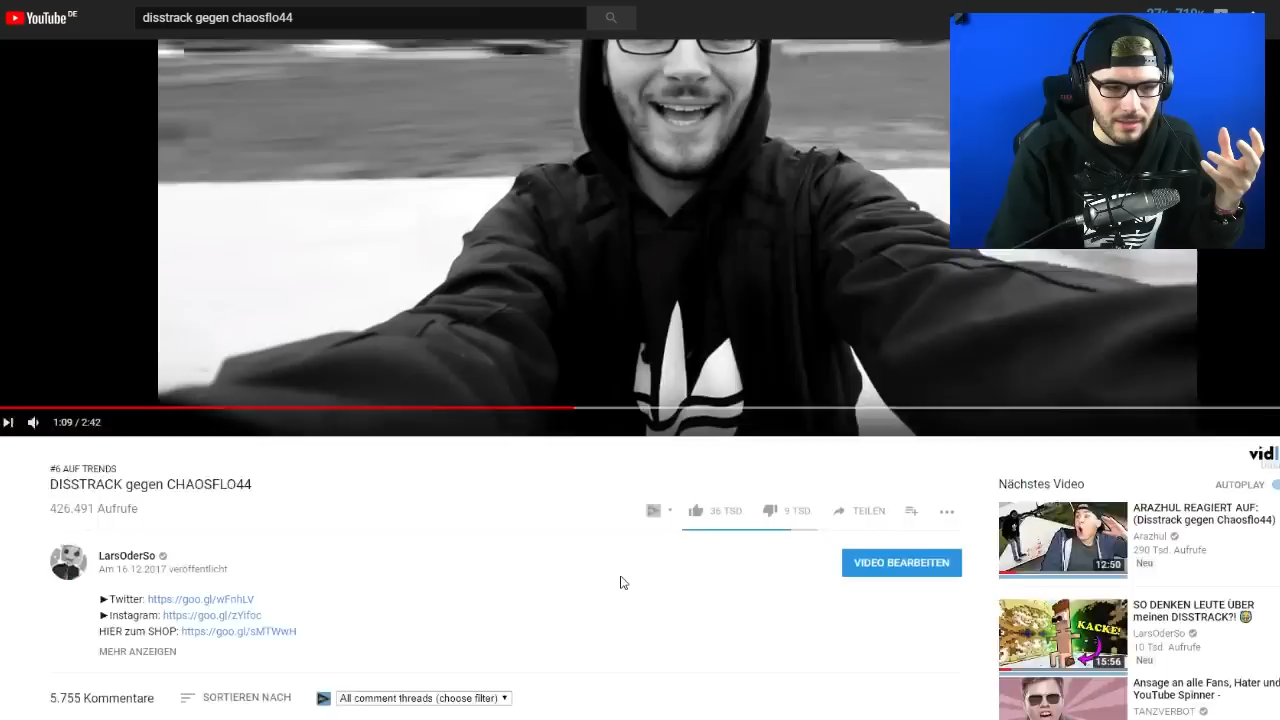 YouTube DE
disstrack gegen chaosflo44
1:09 / 2:42
#6 AUF TRENDS
DISSTRACK gegen CHAOSFLO44
426.491 Aufrufe
36 TSD
9 TSD
TEILEN
LarsOderSo
Am 16.12.2017 veröffentlicht
VIDEO BEARBEITEN
►Twitter: https://goo.gl/wFnhLV
►Instagram: https://goo.gl/zYifoc
HIER zum SHOP: https://goo.gl/sMTWwH
MEHR ANZEIGEN
5.755 Kommentare
SORTIEREN NACH
All comment threads (choose filter)
vidI
Nächstes Video
AUTOPLAY
12:50
ARAZHUL REAGIERT AUF:
(Disstrack gegen Chaosflo44)
Arazhul
290 Tsd. Aufrufe
Neu
KACKE!
15:56
SO DENKEN LEUTE ÜBER
meinen DISSTRACK?!
LarsOderSo
10 Tsd. Aufrufe
Neu
Ansage an alle Fans, Hater und
YouTube Spinner -
TANZVERBOT